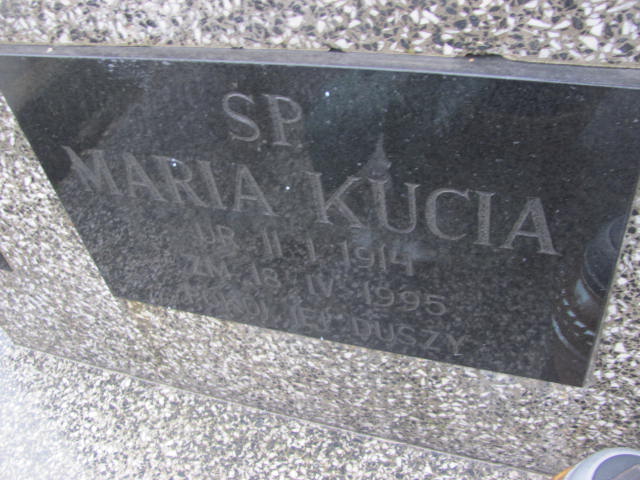 SP
MARIA KUCIA
UR. 11. I. 1914
ZM. 18. IV. 1995
POKÓJ JEJ DUSZY